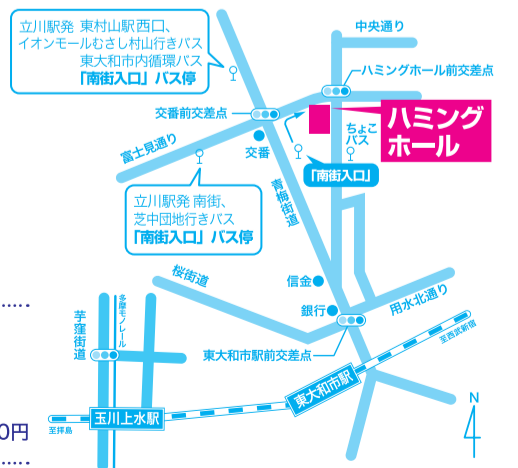 立川駅発 東村山駅西口、
イオンモールむさし村山行きバス
東大和市内循環バス
「南街入口」バス停
中央通り
ハミングホール前交差点
交番前交差点
富士見通り
交番
ちょこ
バス
ハミング
ホール
「南街入口」
青梅街道
立川駅発 南街、
芝中団地行きバス
「南街入口」バス停
桜街道
信金
銀行
用水北通り
芋窪街道
多摩モノレール
東大和市駅前交差点
至西武新宿
東大和市駅
玉川上水駅
至拝島
0円
N
4